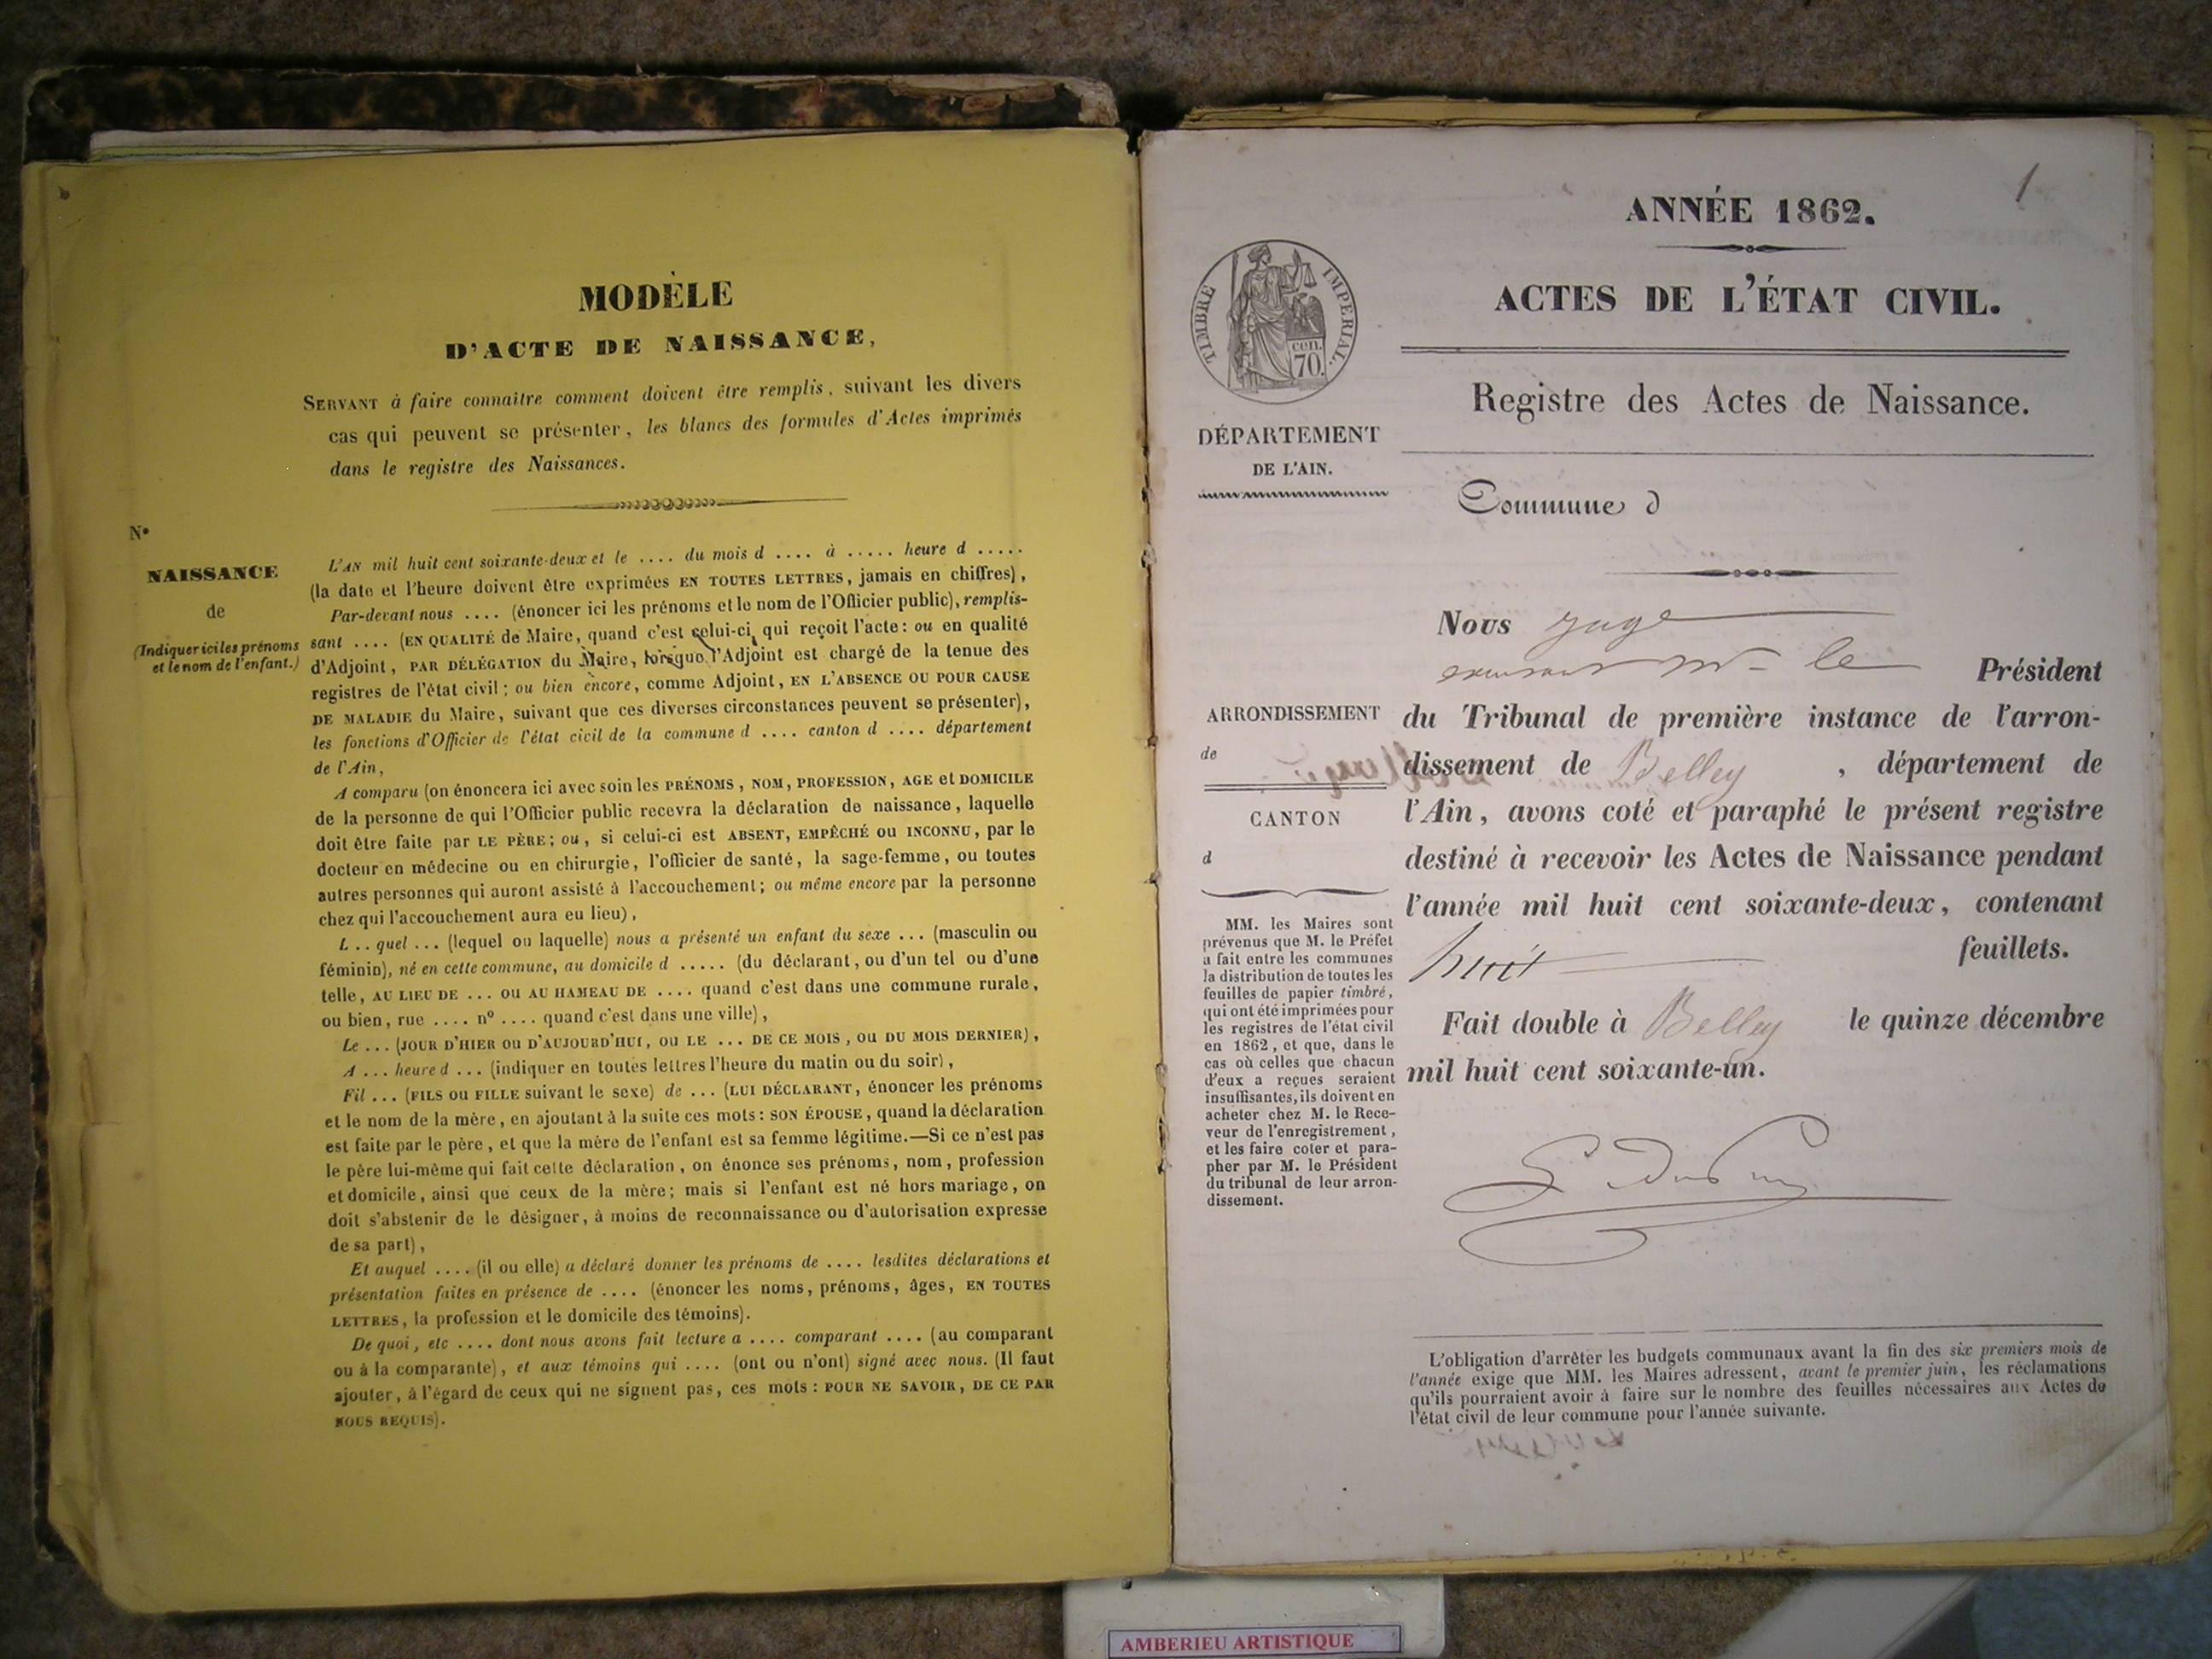 MODÈLE
D'ACTE DE NAISSANCE,
SERVANT à faire connaître comment doivent être remplis, suivant les divers
cas qui peuvent se présenter, les blancs des formules d'Actes imprimés
dans le registre des Naissances.
N°
NAISSANCE
de
(Indiquer ici les prénoms
et le nom de l'enfant.)
L'AN mil huit cent soixante-deux et le .... du mois d .... à ..... heure d .....
(la date et l'heure doivent être exprimées EN TOUTES LETTRES, jamais en chiffres),
Par-devant nous .... (énoncer ici les prénoms et le nom de l'Officier public), remplis-
sant .... (EN QUALITÉ de Maire, quand c'est celui-ci qui reçoit l'acte: ou en qualité
d'Adjoint, PAR DÉLÉGATION du Maire, lorsque l'Adjoint est chargé de la tenue des
registres de l'état civil; ou bien encore, comme Adjoint, EN L'ABSENCE OU POUR CAUSE
DE MALADIE du Maire, suivant que ces diverses circonstances peuvent se présenter),
les fonctions d'Officier de l'état civil de la commune d .... canton d .... département
de l'Ain,
A comparu (on énoncera ici avec soin les PRÉNOMS, NOM, PROFESSION, AGE et DOMICILE
de la personne de qui l'Officier public recevra la déclaration de naissance, laquelle
doit être faite par LE PÈRE; ou, si celui-ci est ABSENT, EMPÊCHÉ ou INCONNU, par le
docteur en médecine ou en chirurgie, l'officier de santé, la sage-femme, ou toutes
autres personnes qui auront assisté à l'accouchement; ou même encore par la personne
chez qui l'accouchement aura eu lieu),
L .. quel ... (lequel ou laquelle) nous a présenté un enfant du sexe ... (masculin ou
féminin), né en cette commune, au domicile d ..... (du déclarant, ou d'un tel ou d'une
telle, AU LIEU DE ... OU AU HAMEAU DE .... quand c'est dans une commune rurale,
ou bien, rue .... n° .... quand c'est dans une ville),
Le ... (JOUR D'HIER OU D'AUJOURD'HUI, OU LE ... DE CE MOIS, OU DU MOIS DERNIER),
A ... heure d ... (indiquer en toutes lettres l'heure du matin ou du soir),
Fil ... (FILS OU FILLE suivant le sexe) de ... (LUI DÉCLARANT, énoncer les prénoms
et le nom de la mère, en ajoutant à la suite ces mots: SON ÉPOUSE, quand la déclaration
est faite par le père, et que la mère de l'enfant est sa femme légitime.—Si ce n'est pas
le père lui-même qui fait cette déclaration, on énonce ses prénoms, nom, profession
et domicile, ainsi que ceux de la mère; mais si l'enfant est né hors mariage, on
doit s'abstenir de le désigner, à moins de reconnaissance ou d'autorisation expresse
de sa part),
Et auquel .... (il ou elle) a déclaré donner les prénoms de .... lesdites déclarations et
présentation faites en présence de .... (énoncer les noms, prénoms, âges, EN TOUTES
LETTRES, la profession et le domicile des témoins).
De quoi, etc .... dont nous avons fait lecture a .... comparant .... (au comparant
ou à la comparante), et aux témoins qui .... (ont ou n'ont) signé avec nous. (Il faut
ajouter, à l'égard de ceux qui ne signent pas, ces mots: POUR NE SAVOIR, DE CE PAR
NOUS REQUIS).
1
ANNÉE 1862.
ACTES DE L'ÉTAT CIVIL.
TIMBRE IMPÉRIAL.
cen.
70.
Registre des Actes de Naissance.
DÉPARTEMENT
DE L'AIN.
Commune d
Nous juge
Mr le Président
ARRONDISSEMENT
de
CANTON
d
du Tribunal de première instance de l'arron-
dissement de Belley, département de
l'Ain, avons coté et paraphé le présent registre
destiné à recevoir les Actes de Naissance pendant
l'année mil huit cent soixante-deux, contenant
huit feuillets.
Fait double à Belley le quinze décembre
mil huit cent soixante-un.
MM. les Maires sont
prévenus que M. le Préfet
a fait entre les communes
la distribution de toutes les
feuilles de papier timbré,
qui ont été imprimées pour
les registres de l'état civil
en 1862, et que, dans le
cas où celles que chacun
d'eux a reçues seraient
insuffisantes, ils doivent en
acheter chez M. le Rece-
veur de l'enregistrement,
et les faire coter et para-
pher par M. le Président
du tribunal de leur arron-
dissement.
L'obligation d'arrêter les budgets communaux avant la fin des six premiers mois de
l'année exige que MM. les Maires adressent, avant le premier juin, les réclamations
qu'ils pourraient avoir à faire sur le nombre des feuilles nécessaires aux Actes de
l'état civil de leur commune pour l'année suivante.
AMBERIEU ARTISTIQUE